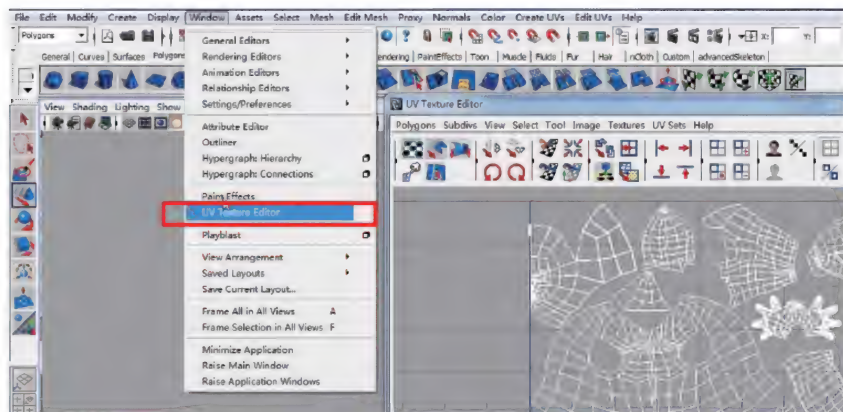 File Edit Modify Create Display Window Assets Select Mesh Edit Mesh Proxy Normals Color Create UVs Edit UVs Help
Polygons
General Curves Surfaces Polygons
PaintEffects Toon Muscle Fluids Fur Hair nCloth Custom advancedSkeleton
View Shading Lighting Show
General Editors
Rendering Editors
Animation Editors
Relationship Editors
Settings/Preferences
Attribute Editor
Outliner
Hypergraph: Hierarchy
Hypergraph: Connections
Paint Effects
UV Texture Editor
Playblast
View Arrangement
Saved Layouts
Save Current Layout...
Frame All in All Views A
Frame Selection in All Views F
Minimize Application
Raise Main Window
Raise Application Windows
UV Texture Editor
Polygons Subdivs View Select Tool Image Textures UV Sets Help